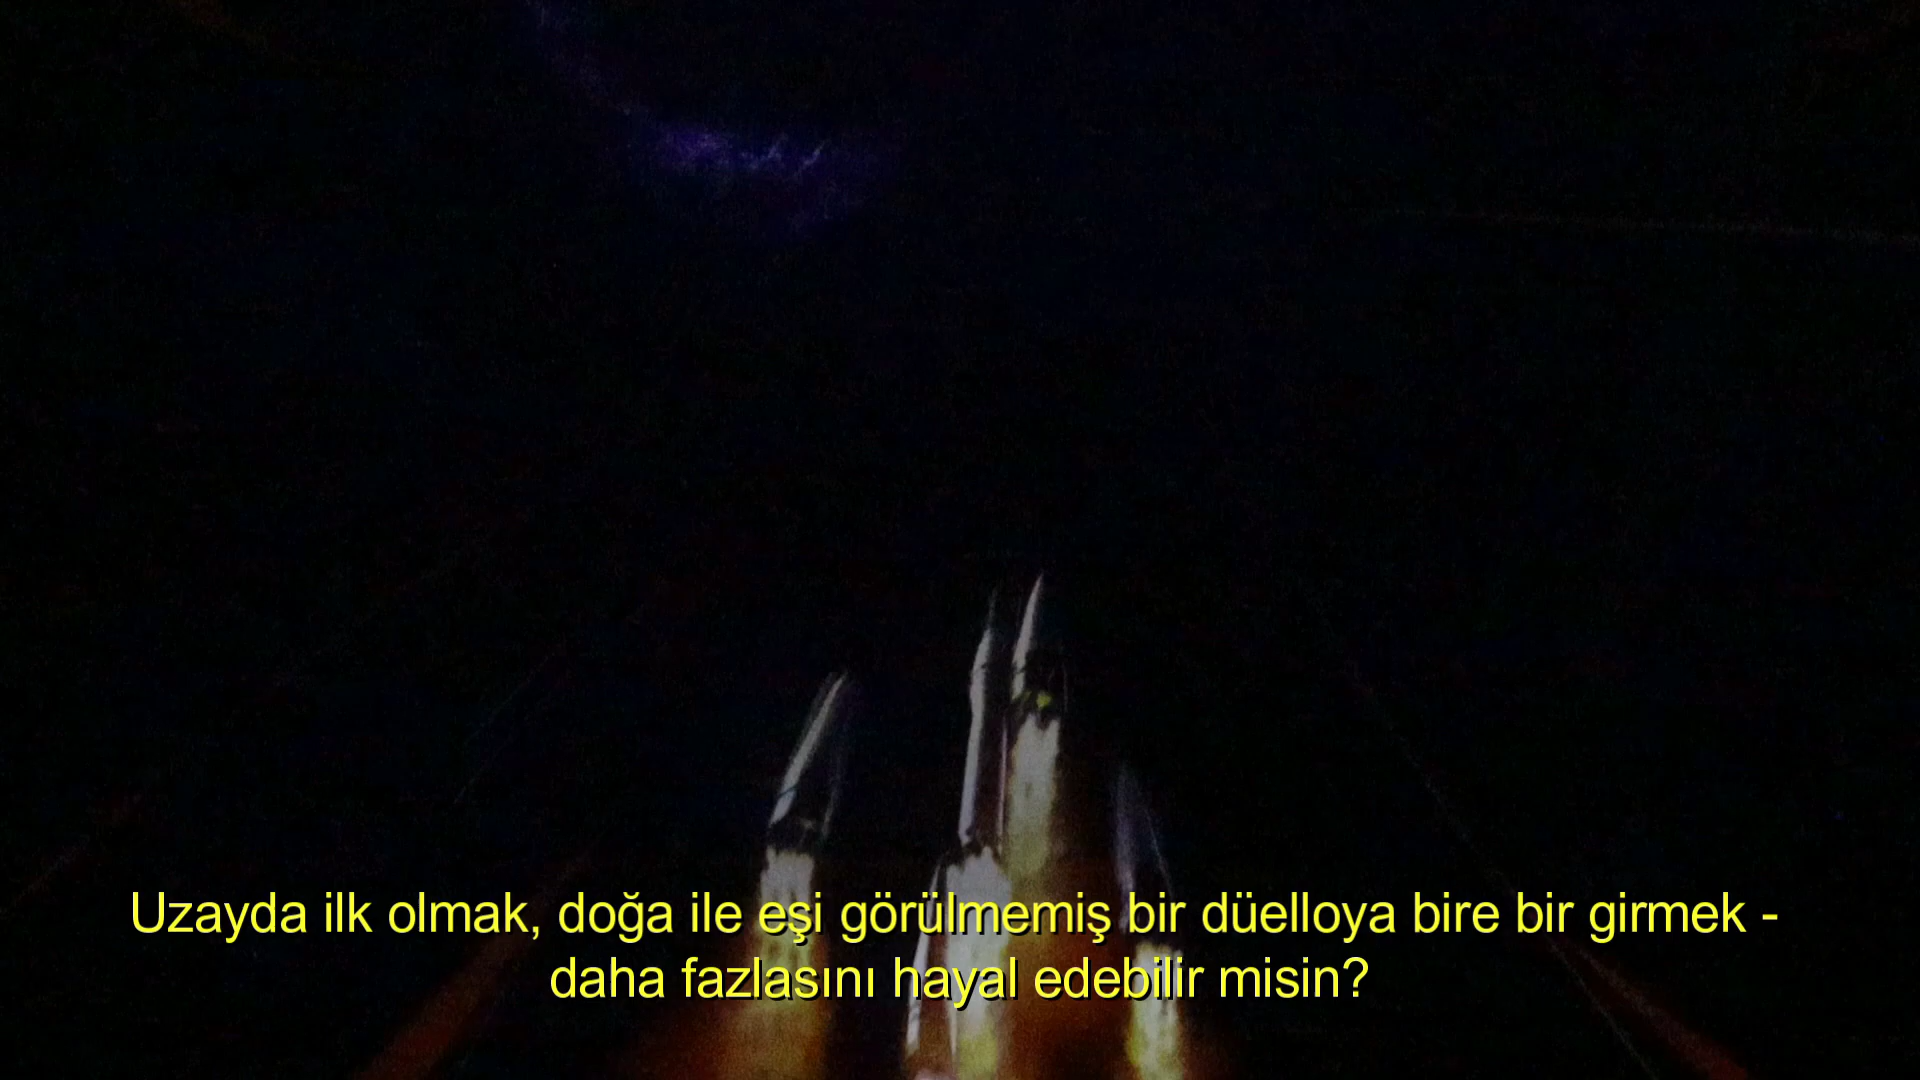 Uzayda ilk olmak, doğa ile eşi görülmemiş bir düelloya bire bir girmek -
daha fazlasını hayal edebilir misin?